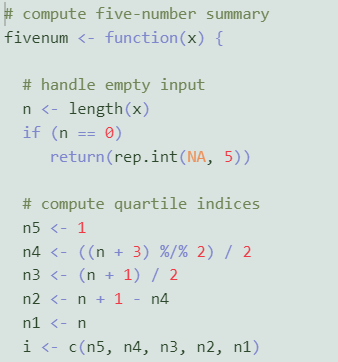 # compute five-number summary
fivenum <- function(x) {
# handle empty input
n <- length(x)
if (n == 0)
return(rep.int(NA, 5))
# compute quartile indices
n5 <- 1
n4 <- ((n + 3) %/% 2) / 2
n3 <- (n + 1) / 2
n2 <- n + 1 - n4
n1 <- n
i <- c(n5, n4, n3, n2, n1)